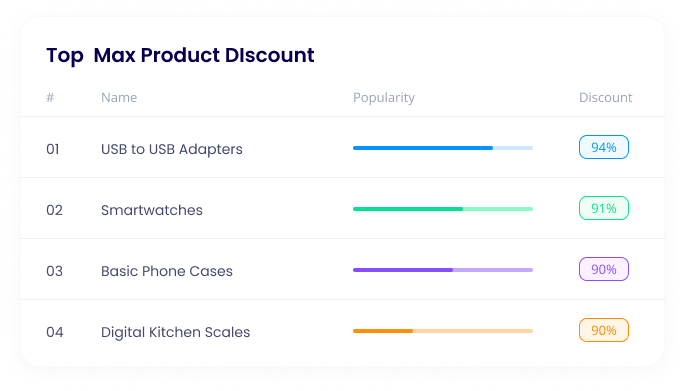 Top Max Product DIscount
# Name Popularity Discount
01 USB to USB Adapters 94%
02 Smartwatches 91%
03 Basic Phone Cases 90%
04 Digital Kitchen Scales 90%